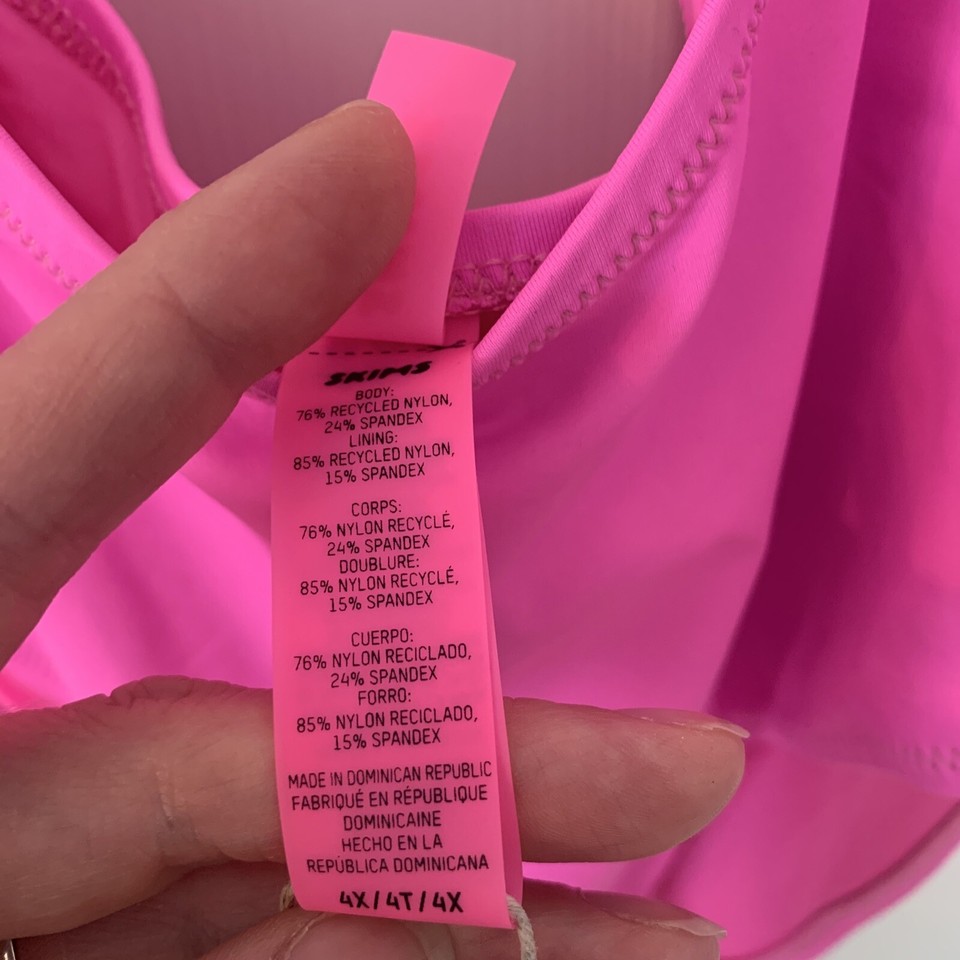 SKIMS
BODY:
76% RECYCLED NYLON,
24% SPANDEX
LINING:
85% RECYCLED NYLON,
15% SPANDEX
CORPS:
76% NYLON RECYCLÉ,
24% SPANDEX
DOUBLURE:
85% NYLON RECYCLÉ,
15% SPANDEX
CUERPO:
76% NYLON RECICLADO,
24% SPANDEX
FORRO:
85% NYLON RECICLADO,
15% SPANDEX
MADE IN DOMINICAN REPUBLIC
FABRIQUÉ EN RÉPUBLIQUE
DOMINICAINE
HECHO EN LA
REPÚBLICA DOMINICANA
4X/4T/4X